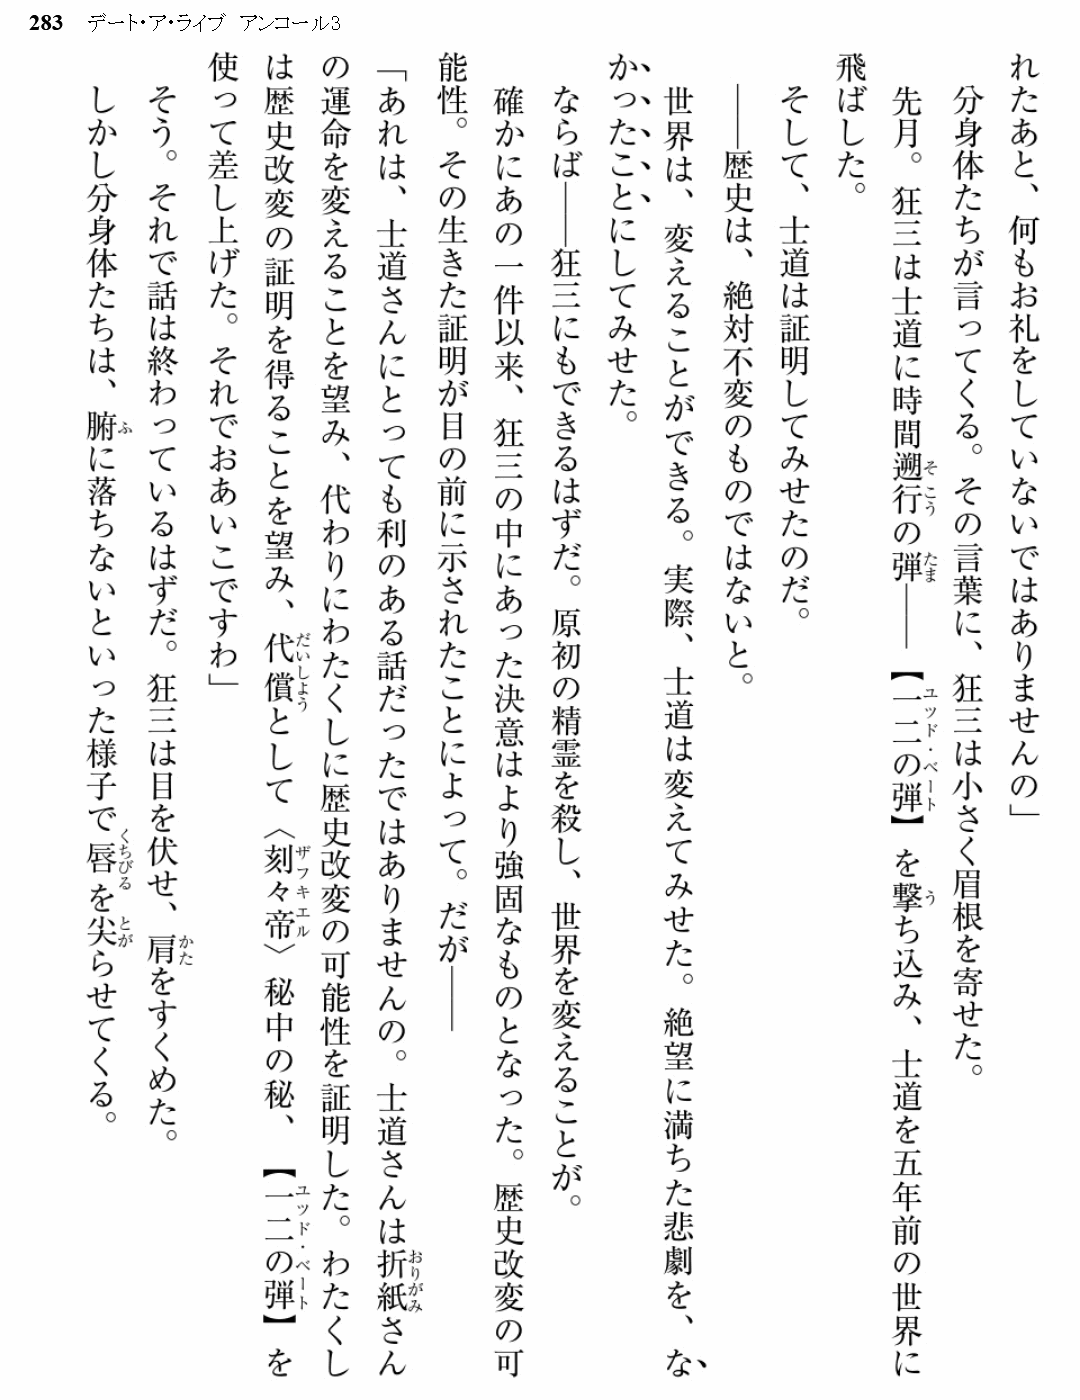 283 デート・ア・ライブ アンコール3
れたあと、何もお礼をしていないではありませんの」
分身体たちが言ってくる。その言葉に、狂三は小さく眉根を寄せた。
先月。狂三は士道に時間遡行の弾――【一二の弾】を撃ち込み、士道を五年前の世界に
飛ばした。
そして、士道は証明してみせたのだ。
――歴史は、絶対不変のものではないと。
世界は、変えることができる。実際、士道は変えてみせた。絶望に満ちた悲劇を、な
かったことにしてみせた。
ならば――狂三にもできるはずだ。原初の精霊を殺し、世界を変えることが。
確かにあの一件以来、狂三の中にあった決意はより強固なものとなった。歴史改変の可
能性。その生きた証明が目の前に示されたことによって。だが――
「あれは、士道さんにとっても利のある話だったではありませんの。士道さんは折紙さん
の運命を変えることを望み、代わりにわたくしに歴史改変の可能性を証明した。わたくし
は歴史改変の証明を得ることを望み、代償として〈刻々帝〉秘中の秘、【一二の弾】を
使って差し上げた。それでおあいこですわ」
そう。それで話は終わっているはずだ。狂三は目を伏せ、肩をすくめた。
しかし分身体たちは、腑に落ちないといった様子で唇を尖らせてくる。